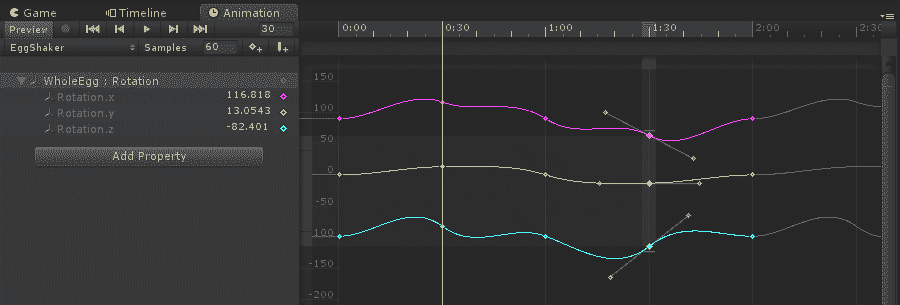 Game Timeline Animation
Preview 30 0:00 0:30 1:00 1:30 2:00 2:30
EggShaker Samples 60
WholeEgg : Rotation
Rotation.x 116.818
Rotation.y 13.0543
Rotation.z -82.401
Add Property
150
100
50
0
-50
-100
-150
-200